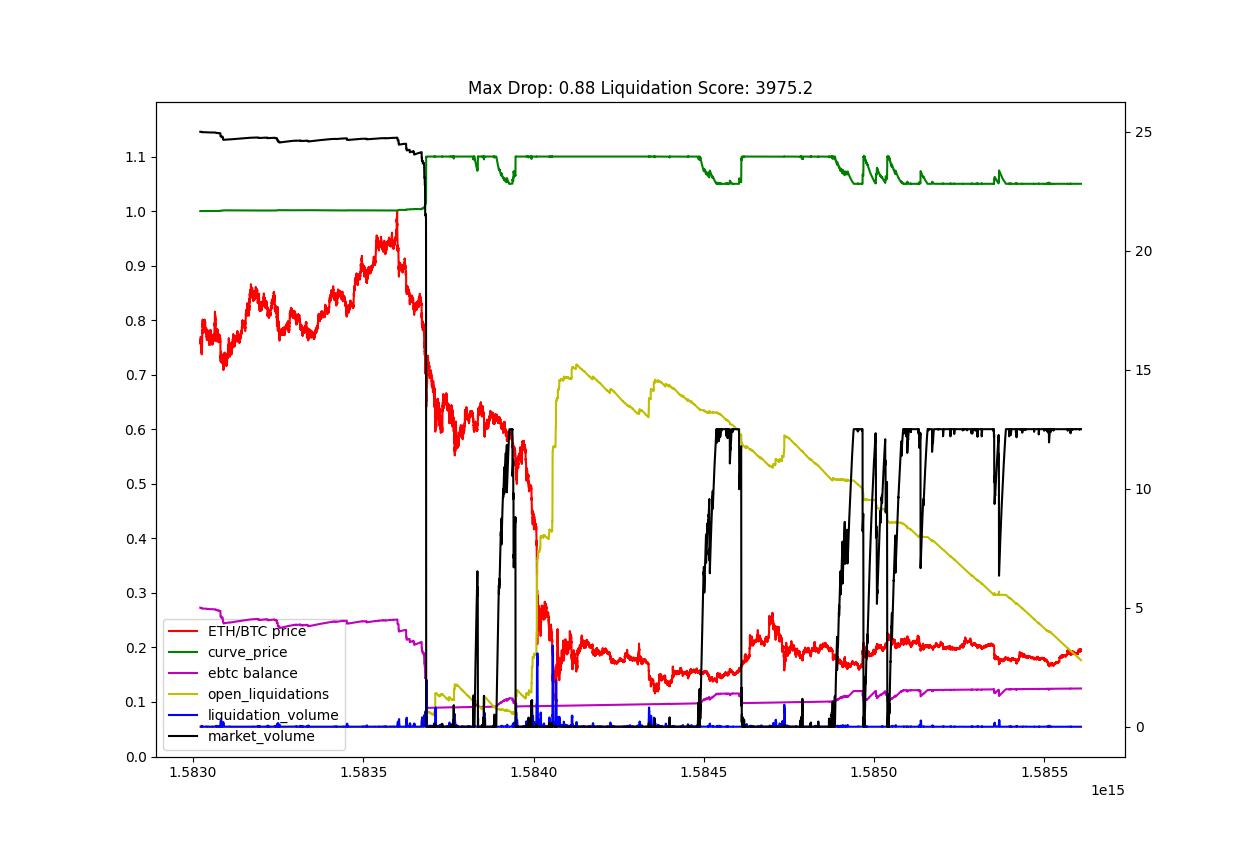 Max Drop: 0.88 Liquidation Score: 3975.2
1.1
1.0
0.9
0.8
0.7
0.6
0.5
0.4
0.3
0.2
0.1
0.0
25
20
15
10
5
0
ETH/BTC price
curve_price
ebtc balance
open_liquidations
liquidation_volume
market_volume
1.5830 1.5835 1.5840 1.5845 1.5850 1.5855
1e15